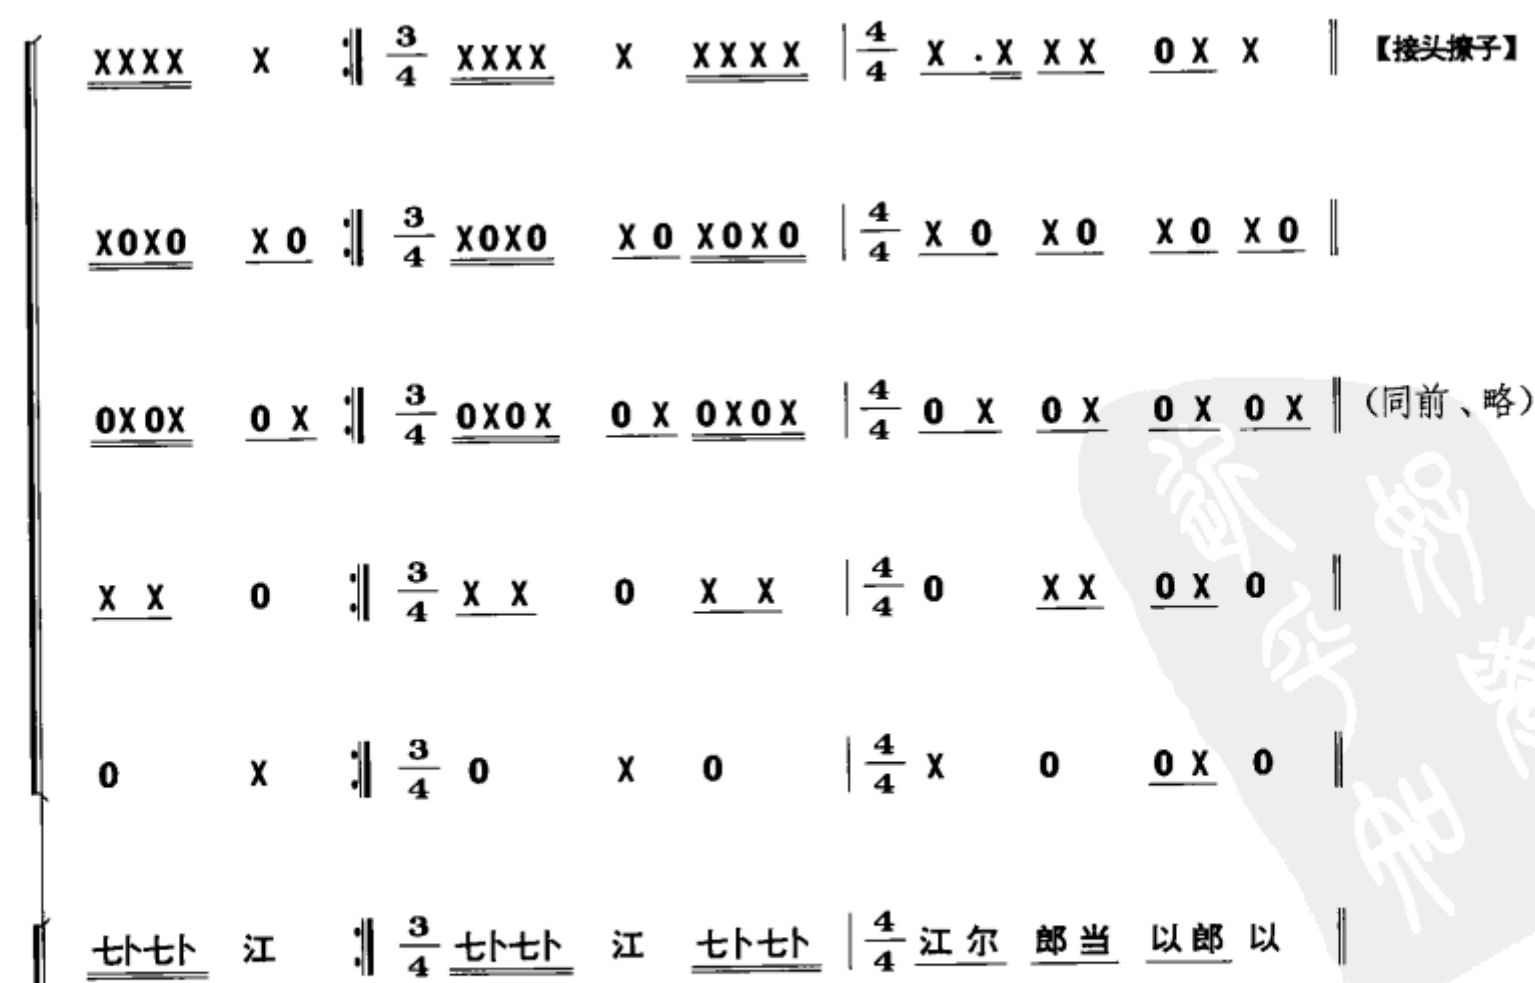 XXXX X 3/4 XXXX X XXXX 4/4 X .X XX 0X X 【接头撩子】
X0X0 X0 3/4 X0X0 X0 X0X0 4/4 X0 X0 X0 X0
0X0X 0X 3/4 0X0X 0X 0X0X 4/4 0X 0X 0X 0X (同前、略)
XX 0 3/4 XX 0 XX 4/4 0 XX 0X 0
0 X 3/4 0 X 0 4/4 X 0 0X 0
七卜七卜 江 3/4 七卜七卜 江 七卜七卜 4/4 江尔 郎当 以郎 以